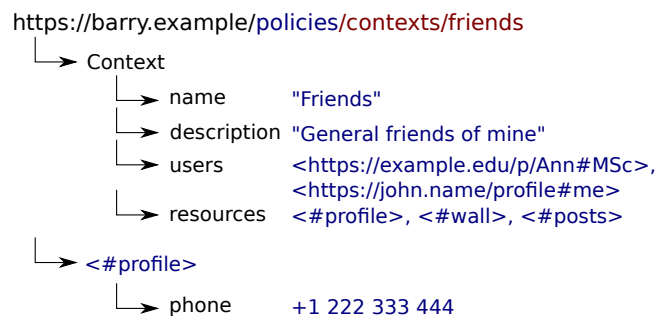 https://barry.example/policies/contexts/friends
Context
name "Friends"
description "General friends of mine"
users <https://example.edu/p/Ann#MSc>,
<https://john.name/profile#me>
resources <#profile>, <#wall>, <#posts>
<#profile>
phone +1 222 333 444